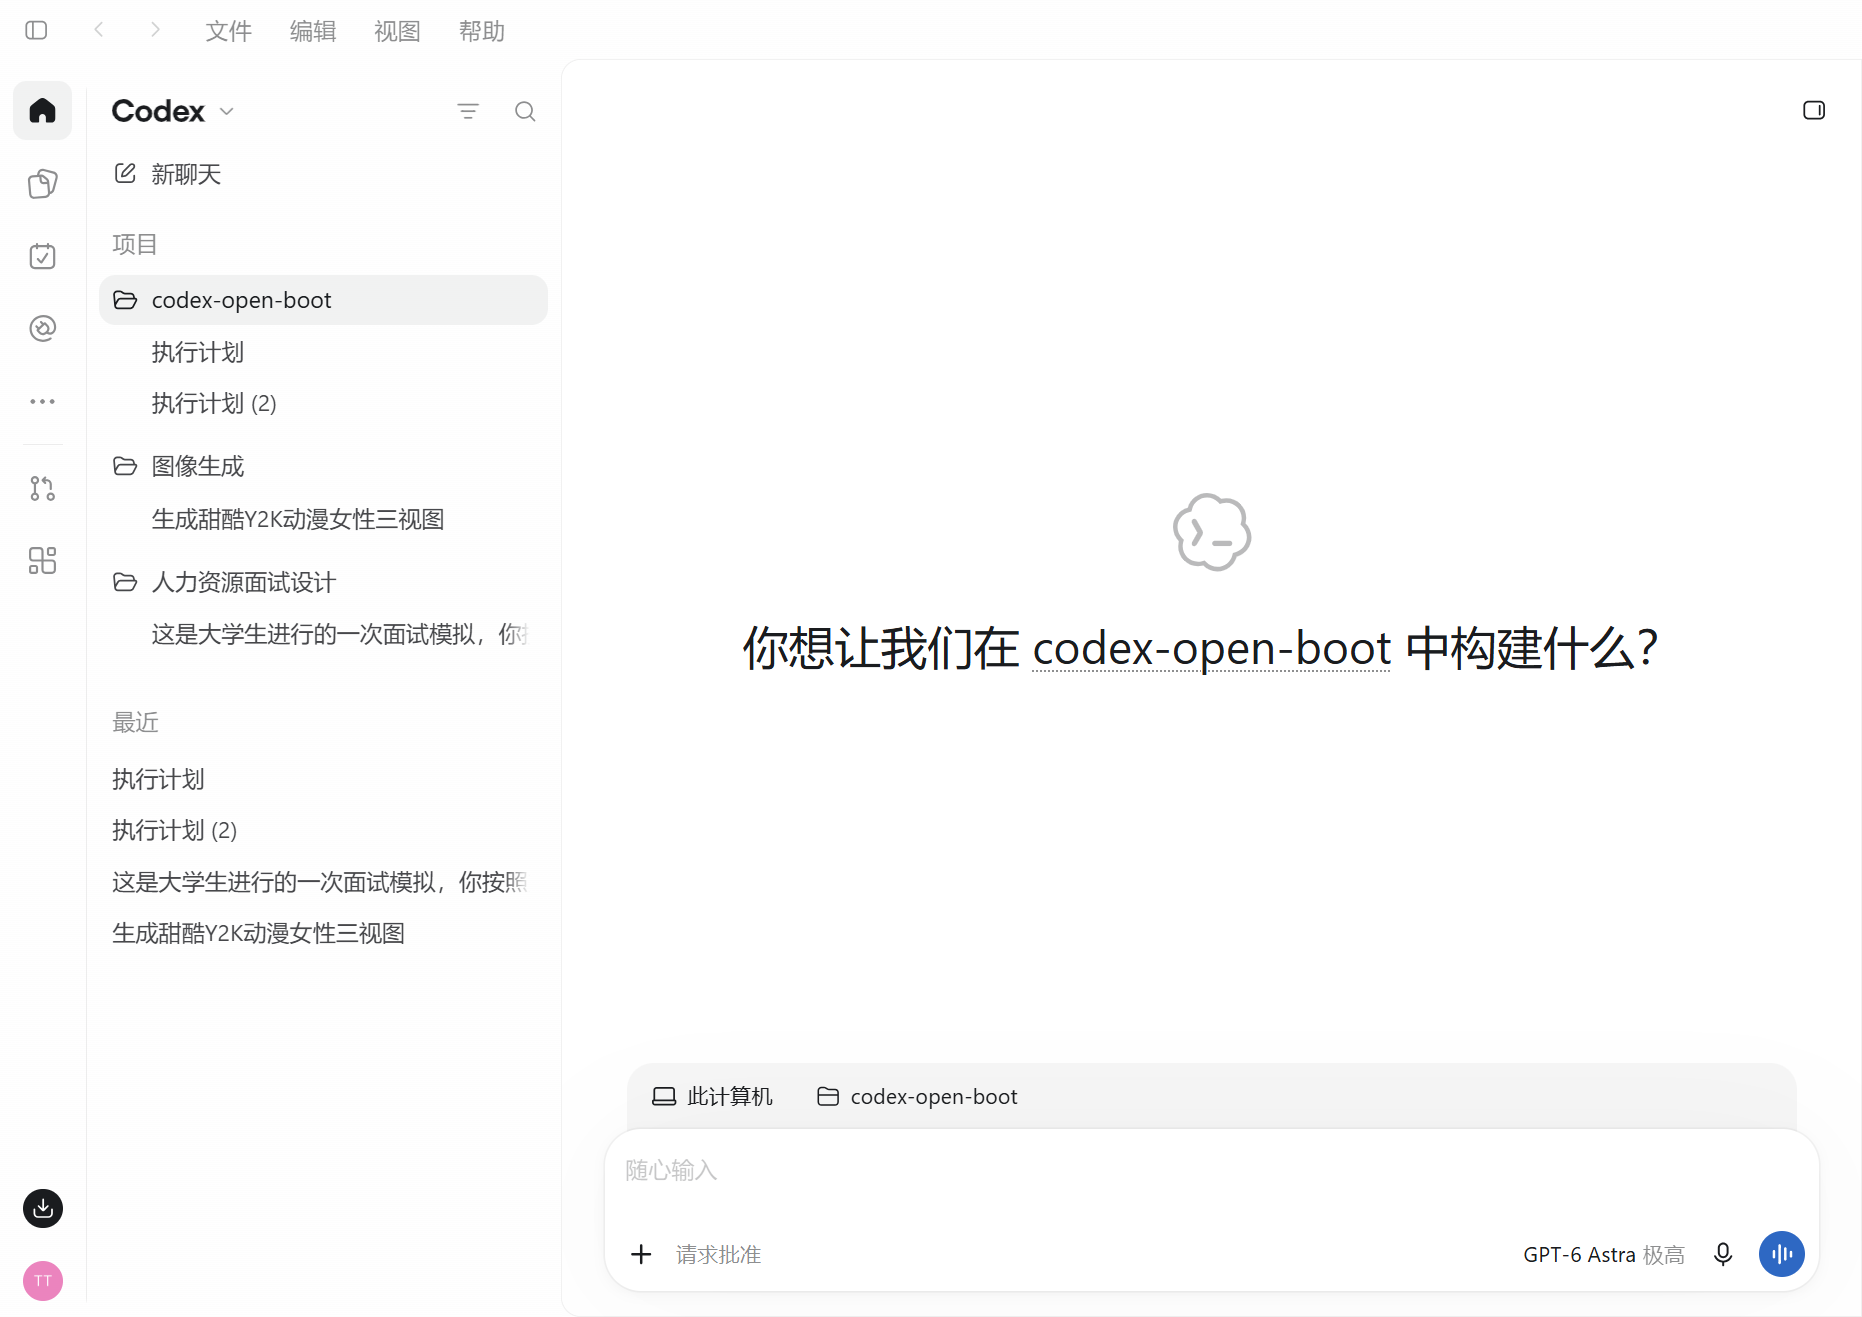 文件 编辑 视图 帮助
Codex
新聊天
项目
codex-open-boot
执行计划
执行计划 (2)
图像生成
生成甜酷Y2K动漫女性三视图
人力资源面试设计
这是大学生进行的一次面试模拟，你
最近
执行计划
执行计划 (2)
这是大学生进行的一次面试模拟，你按照
生成甜酷Y2K动漫女性三视图
TT
你想让我们在 codex-open-boot 中构建什么？
此计算机 codex-open-boot
随心输入
请求批准 GPT-6 Astra 极高